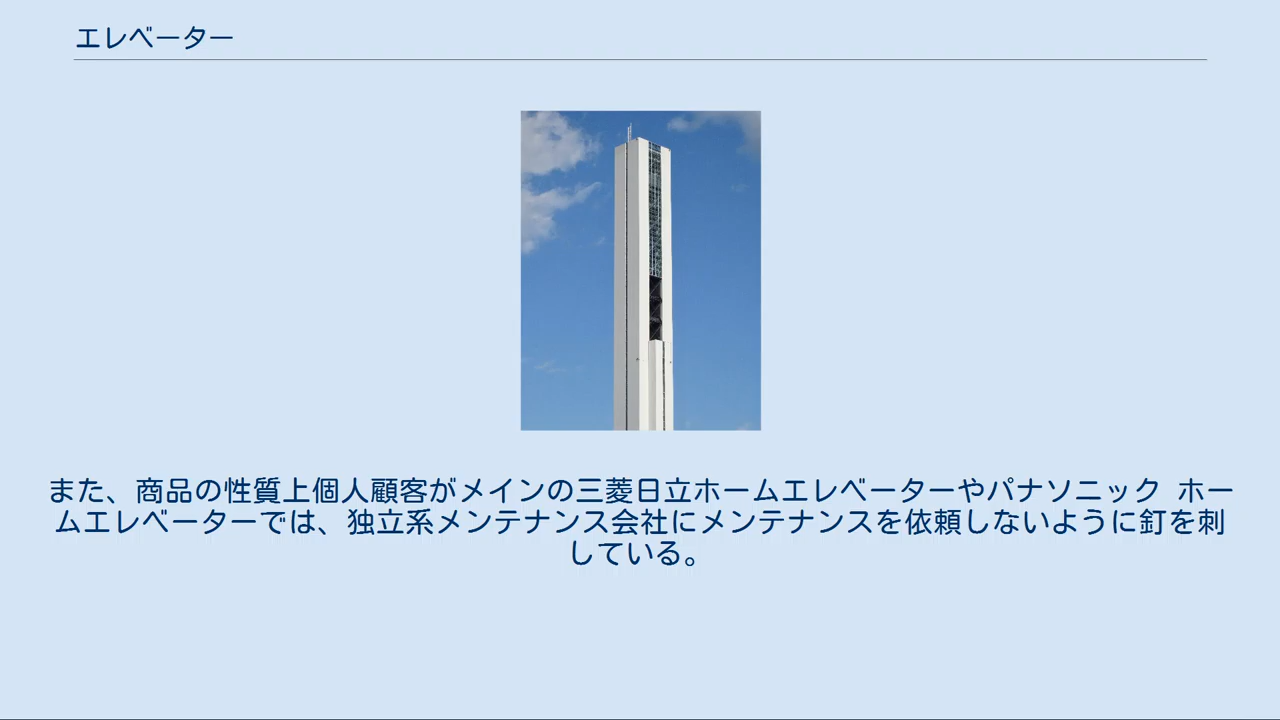 エレベーター
また、商品の性質上個人顧客がメインの三菱日立ホームエレベーターやパナソニック ホー
ムエレベーターでは、独立系メンテナンス会社にメンテナンスを依頼しないように釘を刺
している。